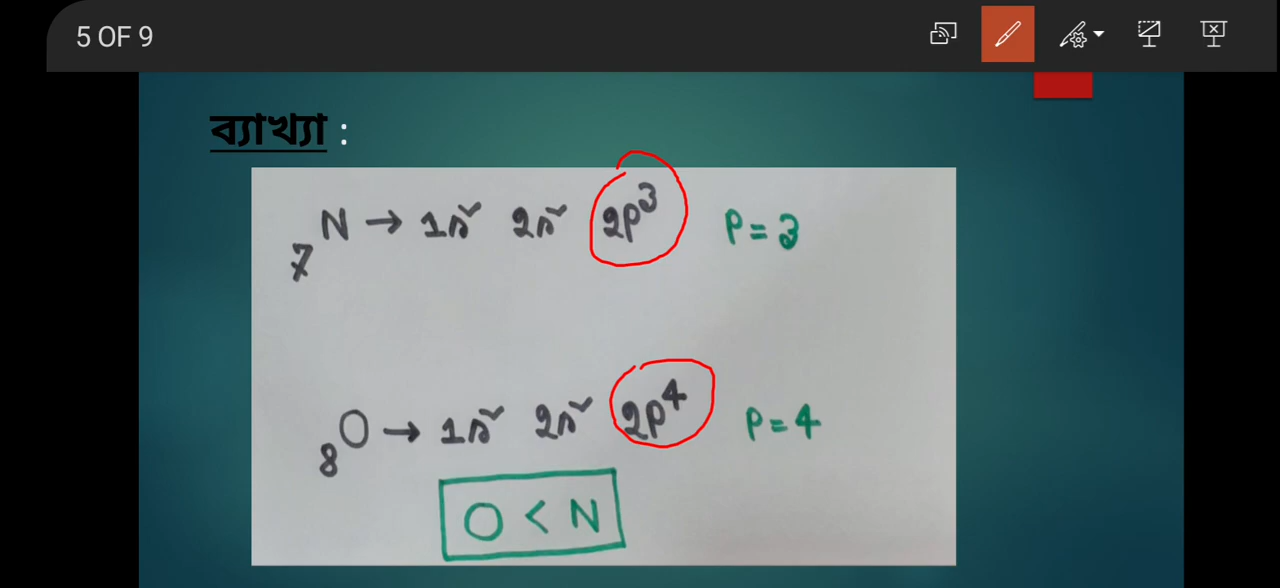 5 OF 9
ব্যাখ্যা :
₇N → 1s² 2s² 2p³ P = 3
₈O → 1s² 2s² 2p⁴ P = 4
O < N